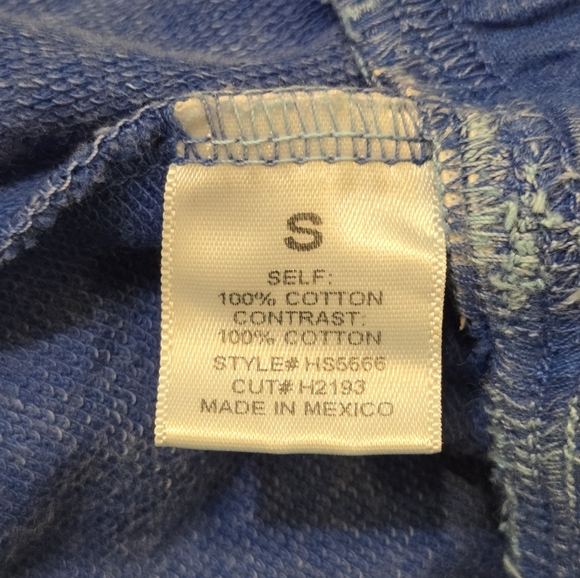 S
SELF:
100% COTTON
CONTRAST:
100% COTTON
STYLE# HS5666
CUT# H2193
MADE IN MEXICO